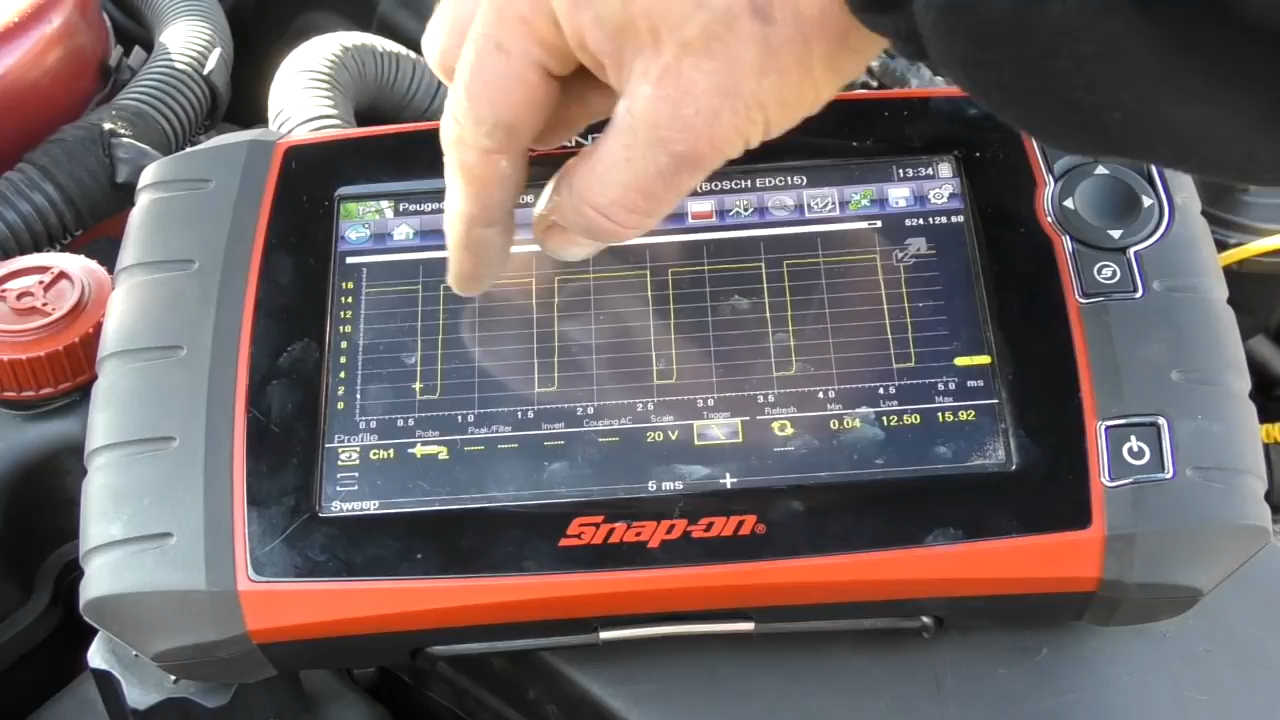 13:34
Peuge 06 (BOSCH EDC15)
524.128.60
16
14
12
10
8
6
4
2
0
0.0 0.5 1.0 1.5 2.0 2.5 3.0 3.5 4.0 4.5 5.0 ms
Profile Probe Peak/Filter Invert Coupling AC Scale Trigger Refresh Min Live Max
Ch1 20 V 0.04 12.50 15.92
Sweep 5 ms
Snap-on®